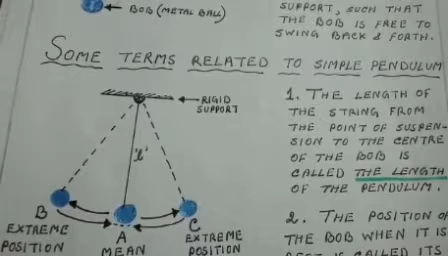 BOB (METAL BALL)
SUPPORT, SUCH THAT
THE BOB IS FREE TO
SWING BACK & FORTH.
SOME TERMS RELATED TO SIMPLE PENDULUM
RIGID
SUPPORT
'l'
B
EXTREME
POSITION
A
MEAN
C
EXTREME
POSITION
1. THE LENGTH OF
THE STRING FROM
THE POINT OF SUSPEN-
SION TO THE CENTRE
OF THE BOB IS
CALLED THE LENGTH
OF THE PENDULUM.
2. THE POSITION OF
THE BOB WHEN IT IS
REST IS CALLED ITS